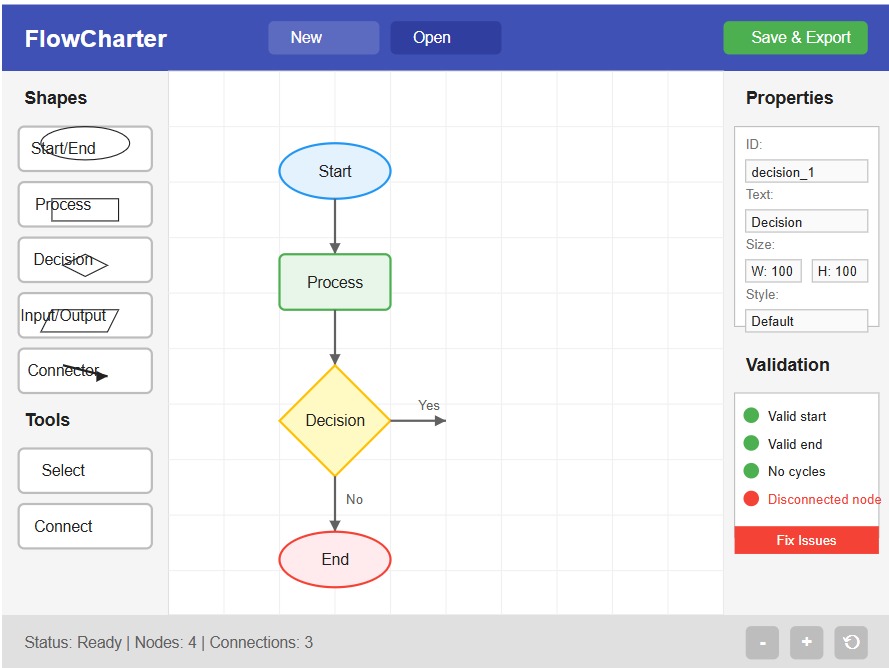 FlowCharter
New
Open
Save & Export
Shapes
Start/End
Process
Decision
Input/Output
Connector
Tools
Select
Connect
Start
Process
Decision
Yes
No
End
Properties
ID:
decision_1
Text:
Decision
Size:
W: 100 H: 100
Style:
Default
Validation
Valid start
Valid end
No cycles
Disconnected node
Fix Issues
Status: Ready | Nodes: 4 | Connections: 3
-
+